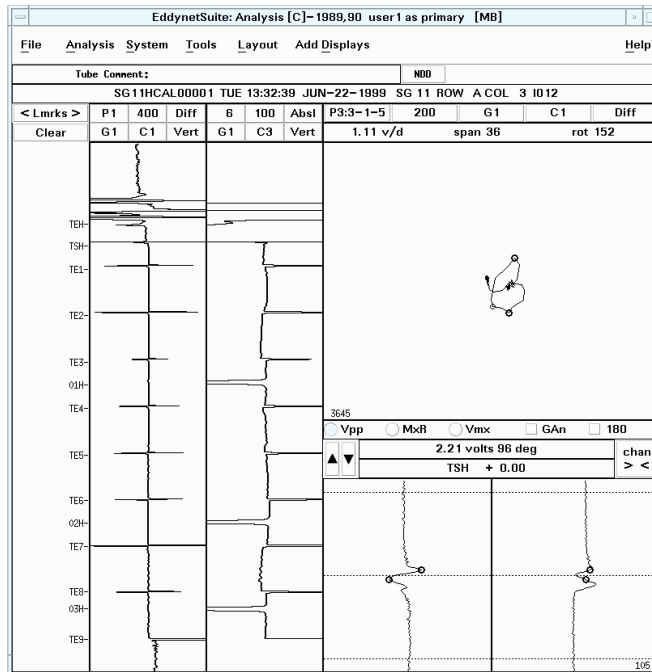 EddynetSuite: Analysis [C]-1989,90 user1 as primary [MB]
File Analysis System Tools Layout Add Displays Help
Tube Comment: NDD
SG11HCAL00001 TUE 13:32:39 JUN-22-1999 SG 11 ROW A COL 3 I012
< Lmrks > P1 400 Diff 6 100 Absl P3:3-1-5 200 G1 C1 Diff
Clear G1 C1 Vert G1 C3 Vert 1.11 v/d span 36 rot 152
TEH-
TSH-
TE1-
TE2-
TE3-
01H-
TE4-
TE5-
TE6-
02H-
TE7-
TE8-
03H-
TE9-
3645
Vpp MxR Vmx GAn 180
2.21 volts 96 deg chan
TSH + 0.00 > <
105